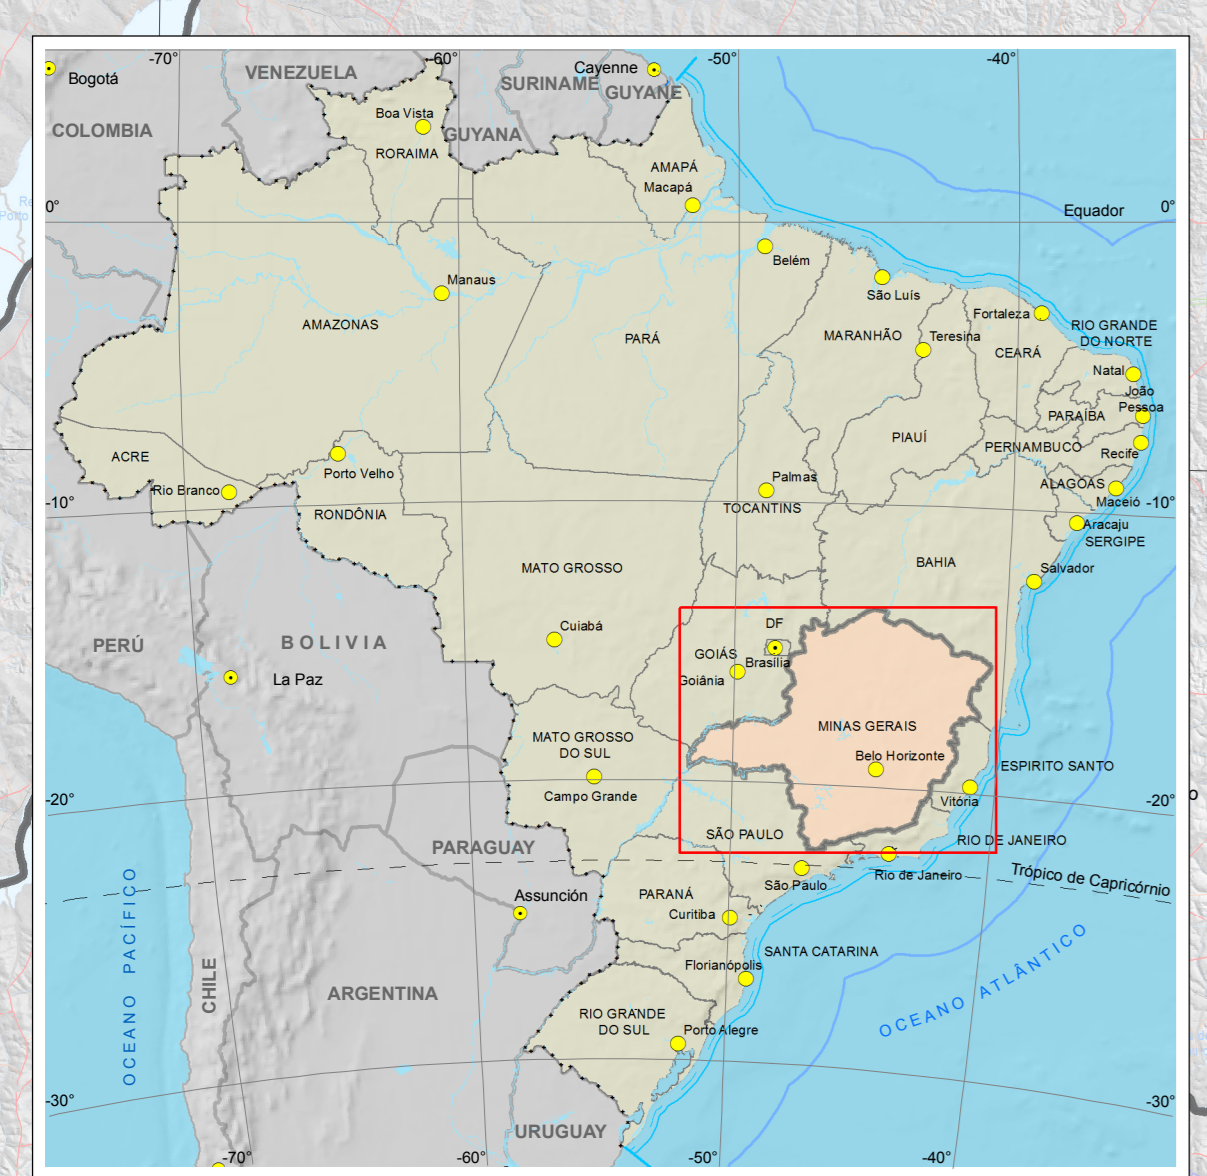 -70°
-60°
-50°
-40°
Bogotá
VENEZUELA
Cayenne
SURINAME
GUYANE
COLOMBIA
Boa Vista
GUYANA
RORAIMA
AMAPÁ
Macapá
0°
0°
Equador
Belém
Manaus
São Luís
AMAZONAS
PARÁ
MARANHÃO
Teresina
Fortaleza
CEARÁ
RIO GRANDE
DO NORTE
Natal
João
Pessoa
PARAÍBA
PIAUÍ
PERNAMBUCO
Recife
ACRE
Porto Velho
Rio Branco
Palmas
ALAGOAS
Maceió
-10°
-10°
RONDÔNIA
TOCANTINS
Aracaju
SERGIPE
MATO GROSSO
BAHIA
Salvador
Cuiabá
DF
PERÚ
BOLIVIA
GOIÁS
Brasília
La Paz
Goiânia
MINAS GERAIS
MATO GROSSO
DO SUL
Belo Horizonte
ESPIRITO SANTO
Campo Grande
Vitória
-20°
-20°
SÃO PAULO
RIO DE JANEIRO
PARAGUAY
São Paulo
Rio de Janeiro
Trópico de Capricórnio
Assunción
PARANÁ
Curitiba
OCEANO PACÍFICO
SANTA CATARINA
Florianópolis
CHILE
ARGENTINA
OCEANO ATLÂNTICO
RIO GRANDE
DO SUL
Porto Alegre
-30°
-30°
URUGUAY
-70°
-60°
-50°
-40°